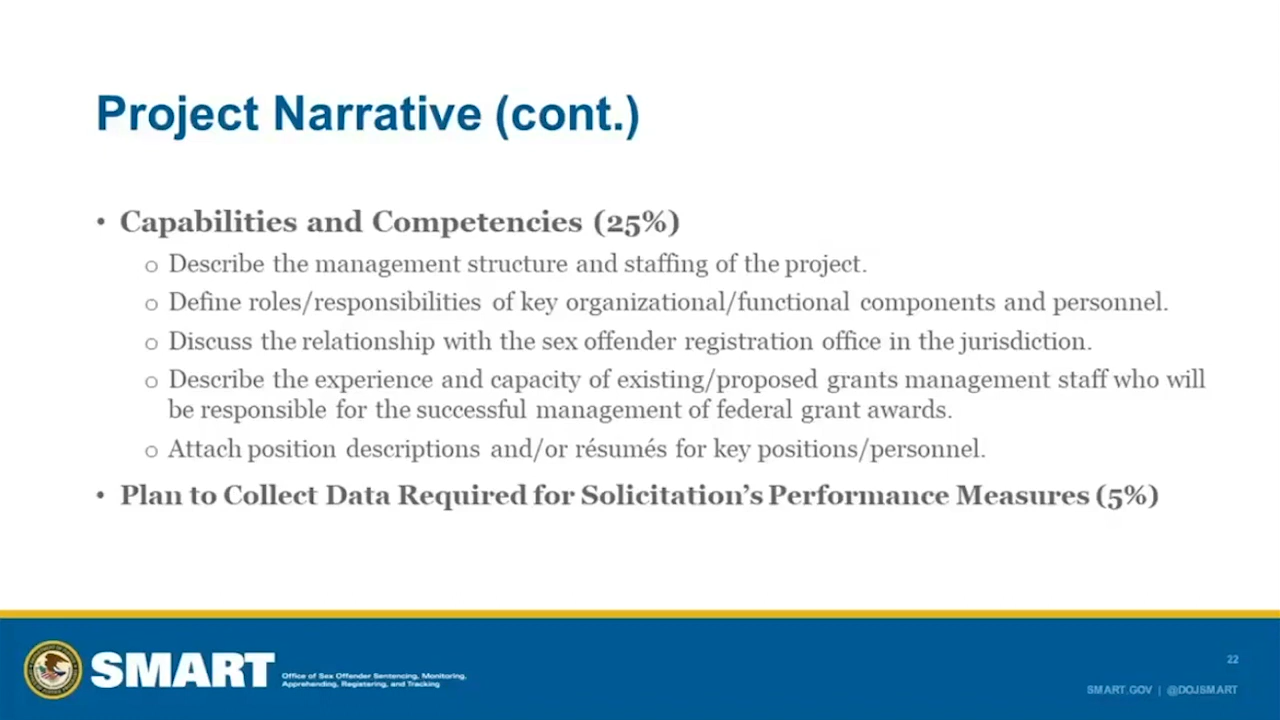 Project Narrative (cont.)
• Capabilities and Competencies (25%)
o Describe the management structure and staffing of the project.
o Define roles/responsibilities of key organizational/functional components and personnel.
o Discuss the relationship with the sex offender registration office in the jurisdiction.
o Describe the experience and capacity of existing/proposed grants management staff who will
be responsible for the successful management of federal grant awards.
o Attach position descriptions and/or résumés for key positions/personnel.
• Plan to Collect Data Required for Solicitation’s Performance Measures (5%)
22
SMART
Office of Sex Offender Sentencing, Monitoring,
Apprehending, Registering, and Tracking
SMART.GOV | @DOJSMART